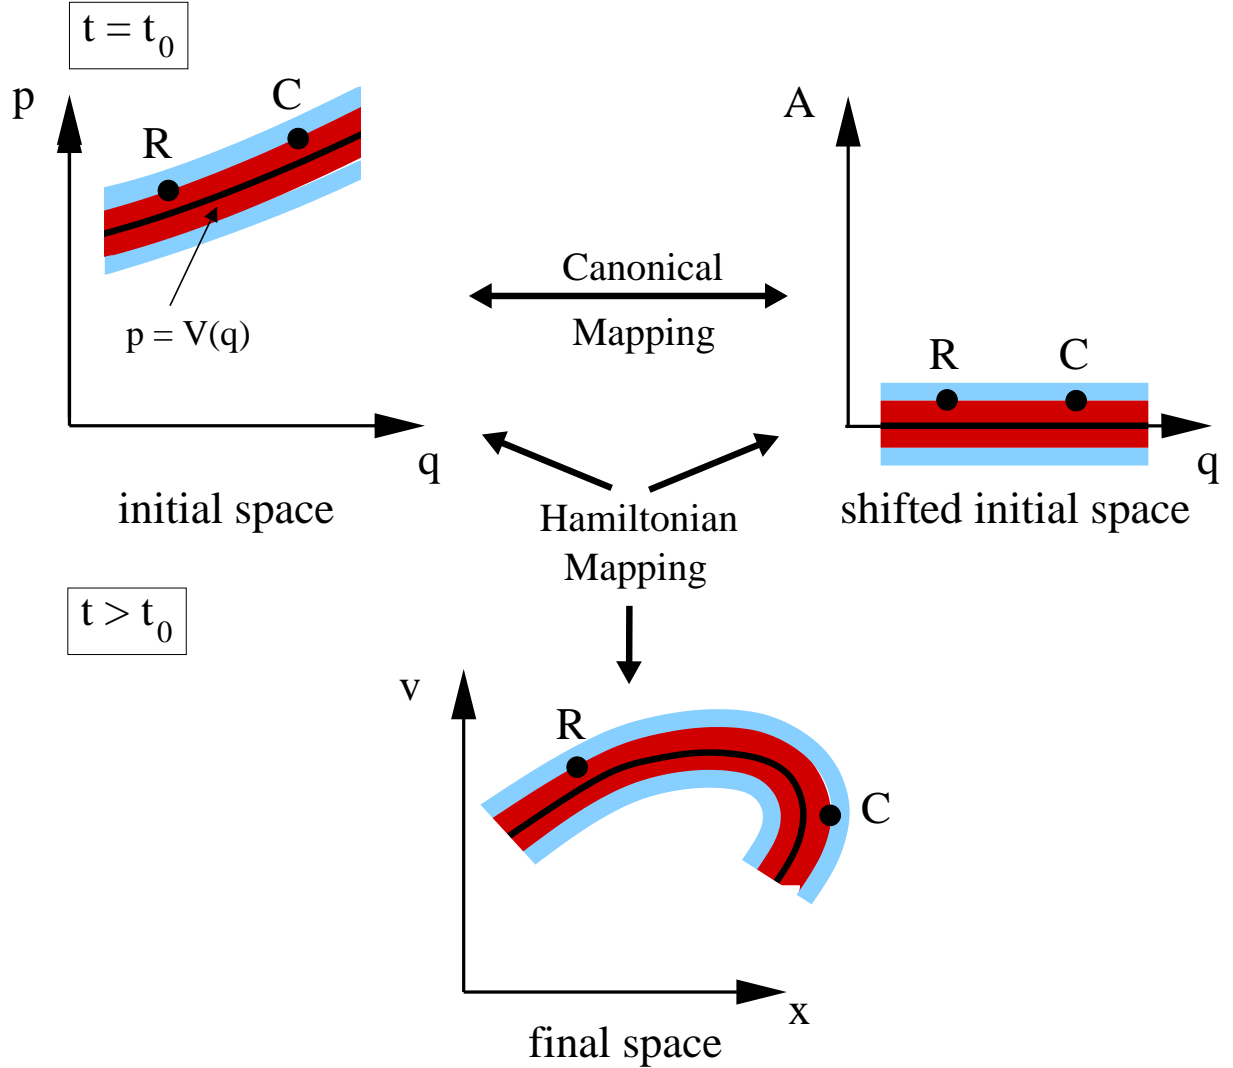 t = t0
p
C
R
p = V(q)
q
initial space
Canonical
Mapping
A
R
C
q
shifted initial space
Hamiltonian
Mapping
t > t0
v
R
C
x
final space